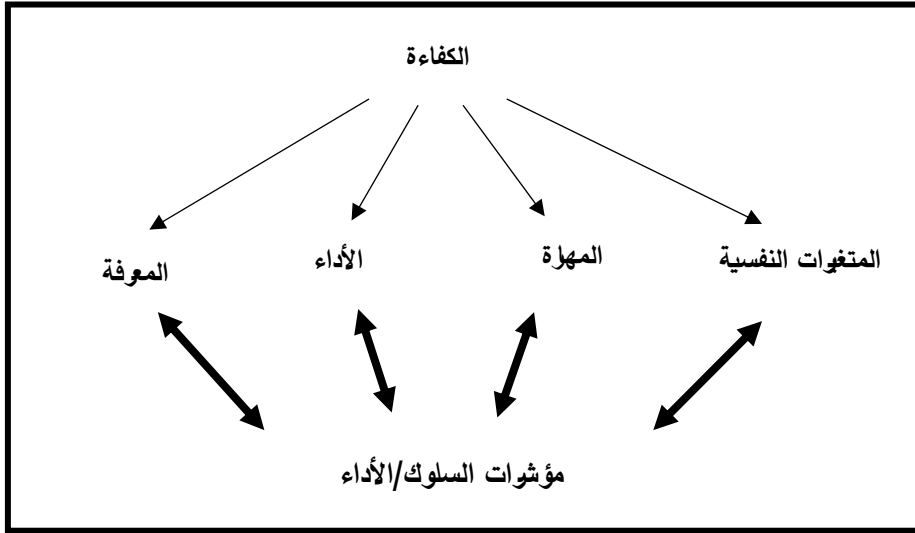 الكفاءة
المتغيرات النفسية
المهارة
الأداء
المعرفة
مؤشرات السلوك/الأداء